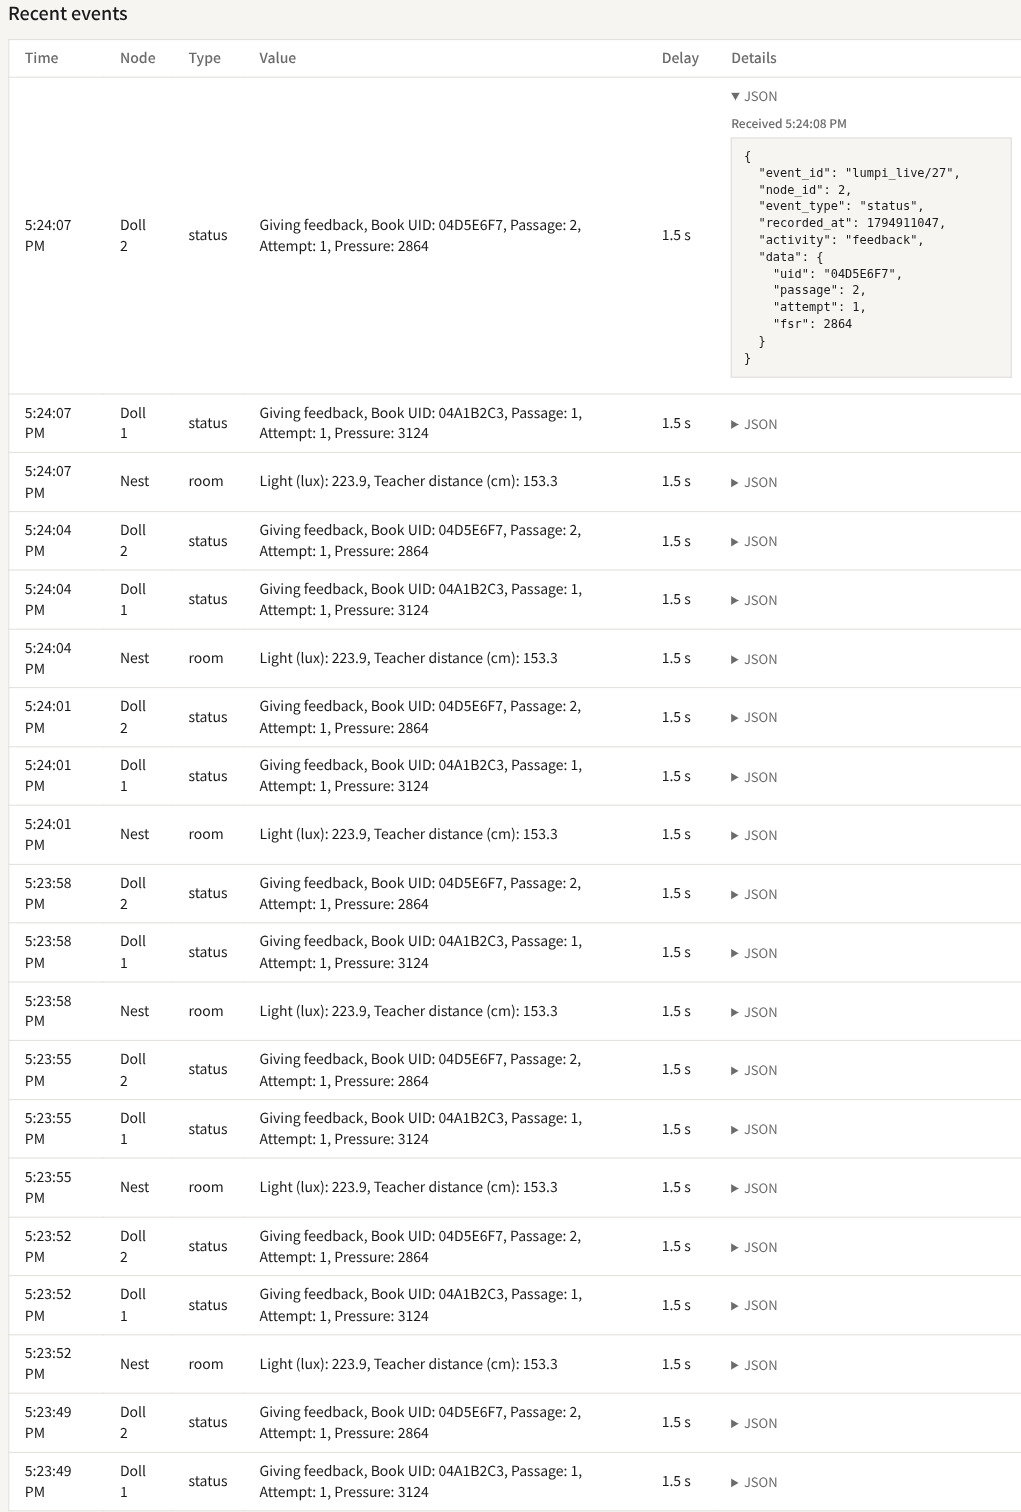 Recent events
Time Node Type Value Delay Details
▼ JSON
Received 5:24:08 PM
{
"event_id": "lumpi_live/27",
"node_id": 2,
"event_type": "status",
"recorded_at": 1794911047,
"activity": "feedback",
"data": {
"uid": "04D5E6F7",
"passage": 2,
"attempt": 1,
"fsr": 2864
}
}
5:24:07 Doll status Giving feedback, Book UID: 04D5E6F7, Passage: 2, 1.5 s
PM 2 Attempt: 1, Pressure: 2864
5:24:07 Doll status Giving feedback, Book UID: 04A1B2C3, Passage: 1, 1.5 s ▶ JSON
PM 1 Attempt: 1, Pressure: 3124
5:24:07 Nest room Light (lux): 223.9, Teacher distance (cm): 153.3 1.5 s ▶ JSON
PM
5:24:04 Doll status Giving feedback, Book UID: 04D5E6F7, Passage: 2, 1.5 s ▶ JSON
PM 2 Attempt: 1, Pressure: 2864
5:24:04 Doll status Giving feedback, Book UID: 04A1B2C3, Passage: 1, 1.5 s ▶ JSON
PM 1 Attempt: 1, Pressure: 3124
5:24:04 Nest room Light (lux): 223.9, Teacher distance (cm): 153.3 1.5 s ▶ JSON
PM
5:24:01 Doll status Giving feedback, Book UID: 04D5E6F7, Passage: 2, 1.5 s ▶ JSON
PM 2 Attempt: 1, Pressure: 2864
5:24:01 Doll status Giving feedback, Book UID: 04A1B2C3, Passage: 1, 1.5 s ▶ JSON
PM 1 Attempt: 1, Pressure: 3124
5:24:01 Nest room Light (lux): 223.9, Teacher distance (cm): 153.3 1.5 s ▶ JSON
PM
5:23:58 Doll status Giving feedback, Book UID: 04D5E6F7, Passage: 2, 1.5 s ▶ JSON
PM 2 Attempt: 1, Pressure: 2864
5:23:58 Doll status Giving feedback, Book UID: 04A1B2C3, Passage: 1, 1.5 s ▶ JSON
PM 1 Attempt: 1, Pressure: 3124
5:23:58 Nest room Light (lux): 223.9, Teacher distance (cm): 153.3 1.5 s ▶ JSON
PM
5:23:55 Doll status Giving feedback, Book UID: 04D5E6F7, Passage: 2, 1.5 s ▶ JSON
PM 2 Attempt: 1, Pressure: 2864
5:23:55 Doll status Giving feedback, Book UID: 04A1B2C3, Passage: 1, 1.5 s ▶ JSON
PM 1 Attempt: 1, Pressure: 3124
5:23:55 Nest room Light (lux): 223.9, Teacher distance (cm): 153.3 1.5 s ▶ JSON
PM
5:23:52 Doll status Giving feedback, Book UID: 04D5E6F7, Passage: 2, 1.5 s ▶ JSON
PM 2 Attempt: 1, Pressure: 2864
5:23:52 Doll status Giving feedback, Book UID: 04A1B2C3, Passage: 1, 1.5 s ▶ JSON
PM 1 Attempt: 1, Pressure: 3124
5:23:52 Nest room Light (lux): 223.9, Teacher distance (cm): 153.3 1.5 s ▶ JSON
PM
5:23:49 Doll status Giving feedback, Book UID: 04D5E6F7, Passage: 2, 1.5 s ▶ JSON
PM 2 Attempt: 1, Pressure: 2864
5:23:49 Doll status Giving feedback, Book UID: 04A1B2C3, Passage: 1, 1.5 s ▶ JSON
PM 1 Attempt: 1, Pressure: 3124